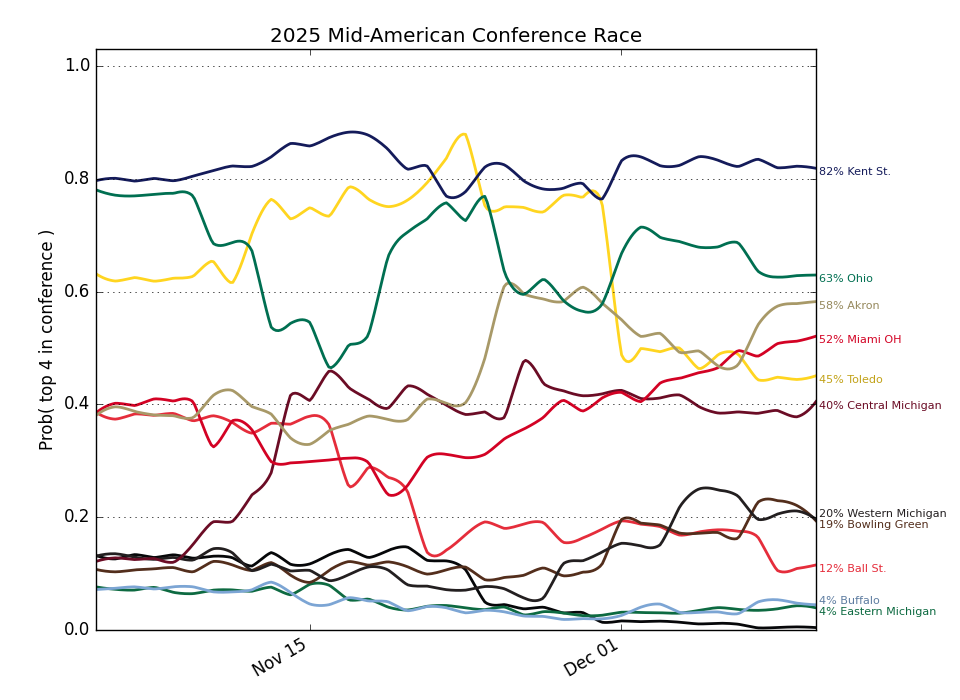 2025 Mid-American Conference Race
Prob( top 4 in conference )
1.0
0.8
0.6
0.4
0.2
0.0
Nov 15
Dec 01
82% Kent St.
63% Ohio
58% Akron
52% Miami OH
45% Toledo
40% Central Michigan
20% Western Michigan
19% Bowling Green
12% Ball St.
4% Buffalo
4% Eastern Michigan